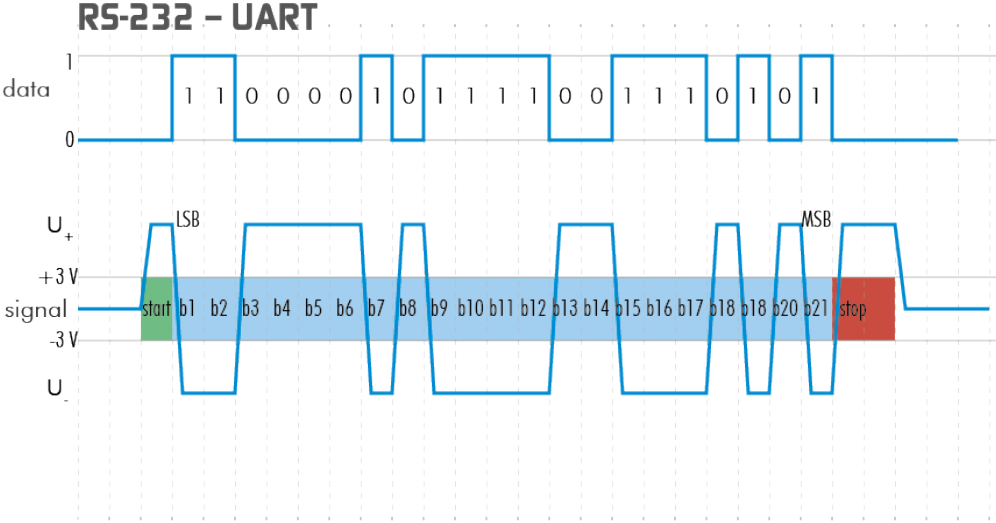 RS-232 – UART
1
data
1 1 0 0 0 0 1 0 1 1 1 1 0 0 1 1 1 0 1 0 1
0
U+
LSB
MSB
+3 V
signal
start b1 b2 b3 b4 b5 b6 b7 b8 b9 b10 b11 b12 b13 b14 b15 b16 b17 b18 b18 b20 b21 stop
-3 V
U-